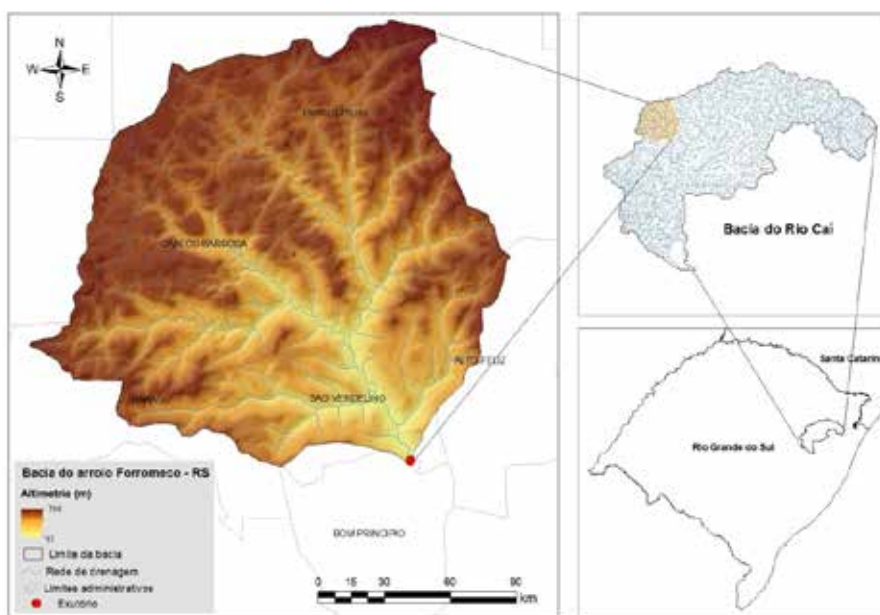 N
W E
S
SAO VENDELINO
ALTO FELIZ
BOM PRINCIPIO
Bacia do arroio Forromeco - RS
Altimetria (m)
Limite da bacia
Rede de drenagem
Limites administrativos
Exutório
0 15 30 60 90
km
Bacia do Rio Caí
Santa Catarina
Rio Grande do Sul